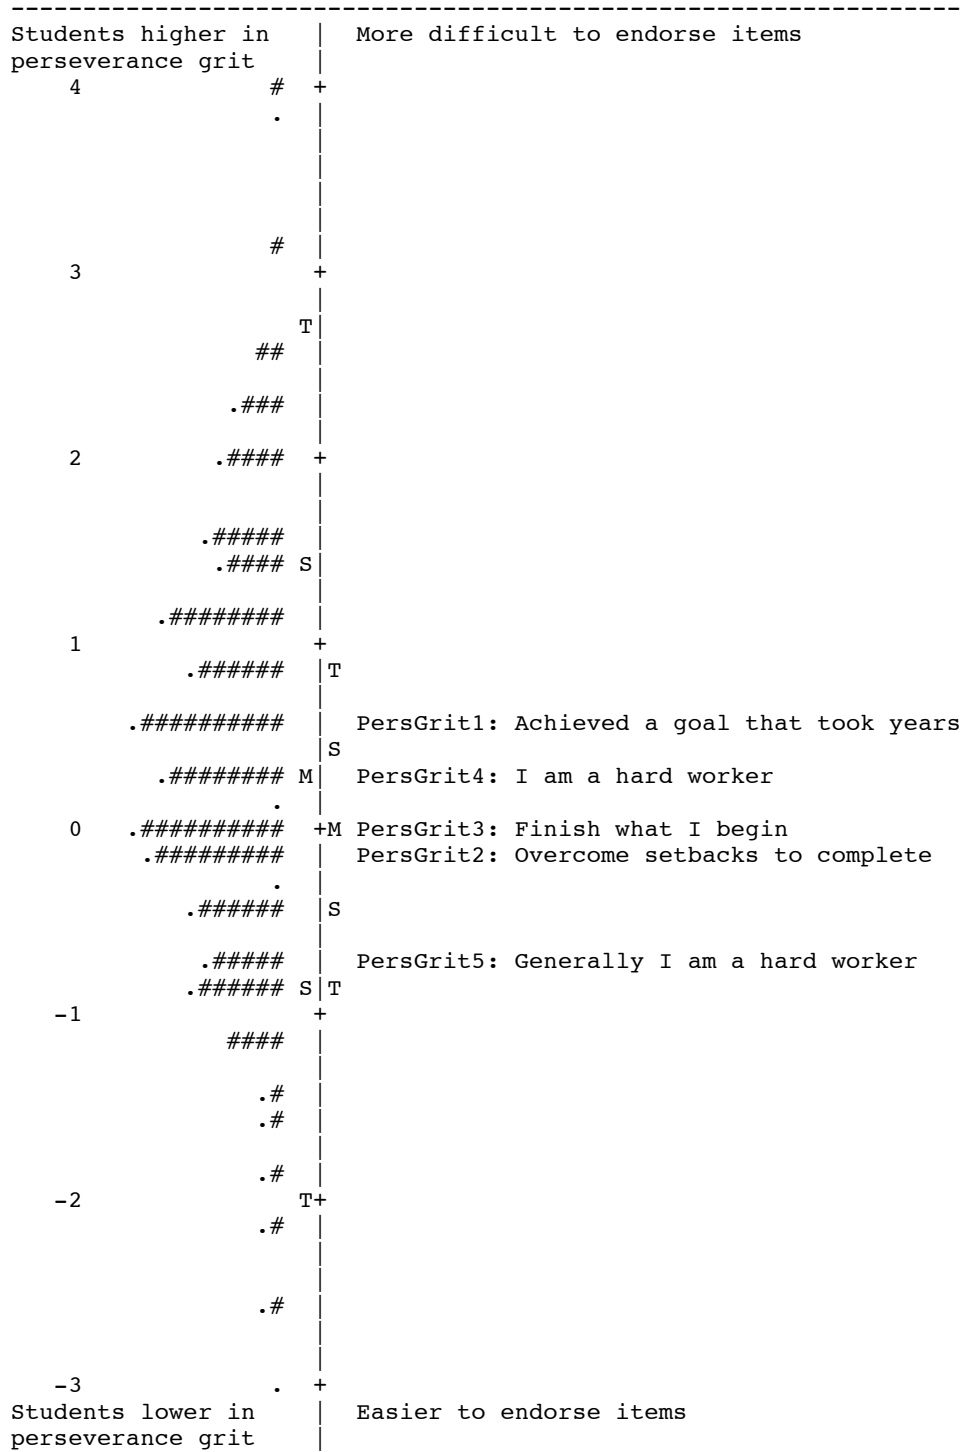 -------------------------------------------------------------------
Students higher in | More difficult to endorse items
perseverance grit |
4 # +
. |
|
|
|
|
# |
3 +
|
T|
## |
|
.### |
|
2 .#### +
|
|
.##### |
.#### S|
|
.######## |
1 +
.###### |T
|
.########## | PersGrit1: Achieved a goal that took years
|S
.######## M| PersGrit4: I am a hard worker
. |
0 .########## +M PersGrit3: Finish what I begin
.######### | PersGrit2: Overcome setbacks to complete
. |
.###### |S
|
.##### | PersGrit5: Generally I am a hard worker
.###### S|T
-1 +
#### |
|
.# |
.# |
|
.# |
-2 T+
.# |
|
|
.# |
|
|
-3 . +
Students lower in | Easier to endorse items
perseverance grit |